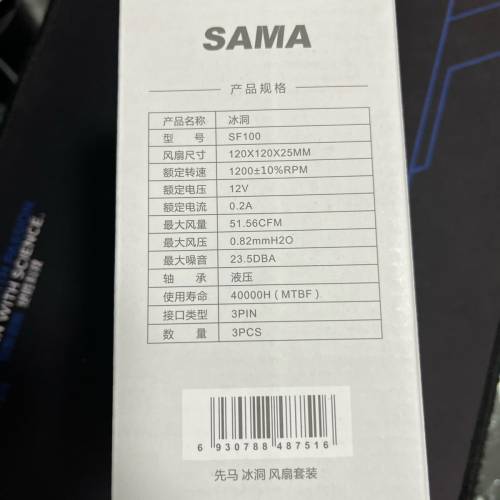 SAMA
产品规格
产品名称 冰洞
型 号 SF100
风扇尺寸 120X120X25MM
额定转速 1200±10%RPM
额定电压 12V
额定电流 0.2A
最大风量 51.56CFM
最大风压 0.82mmH2O
最大噪音 23.5DBA
轴 承 液压
使用寿命 40000H ( MTBF )
接口类型 3PIN
数 量 3PCS
6 930788 487516
先马 冰洞 风扇套装
WITH SCIENCE.